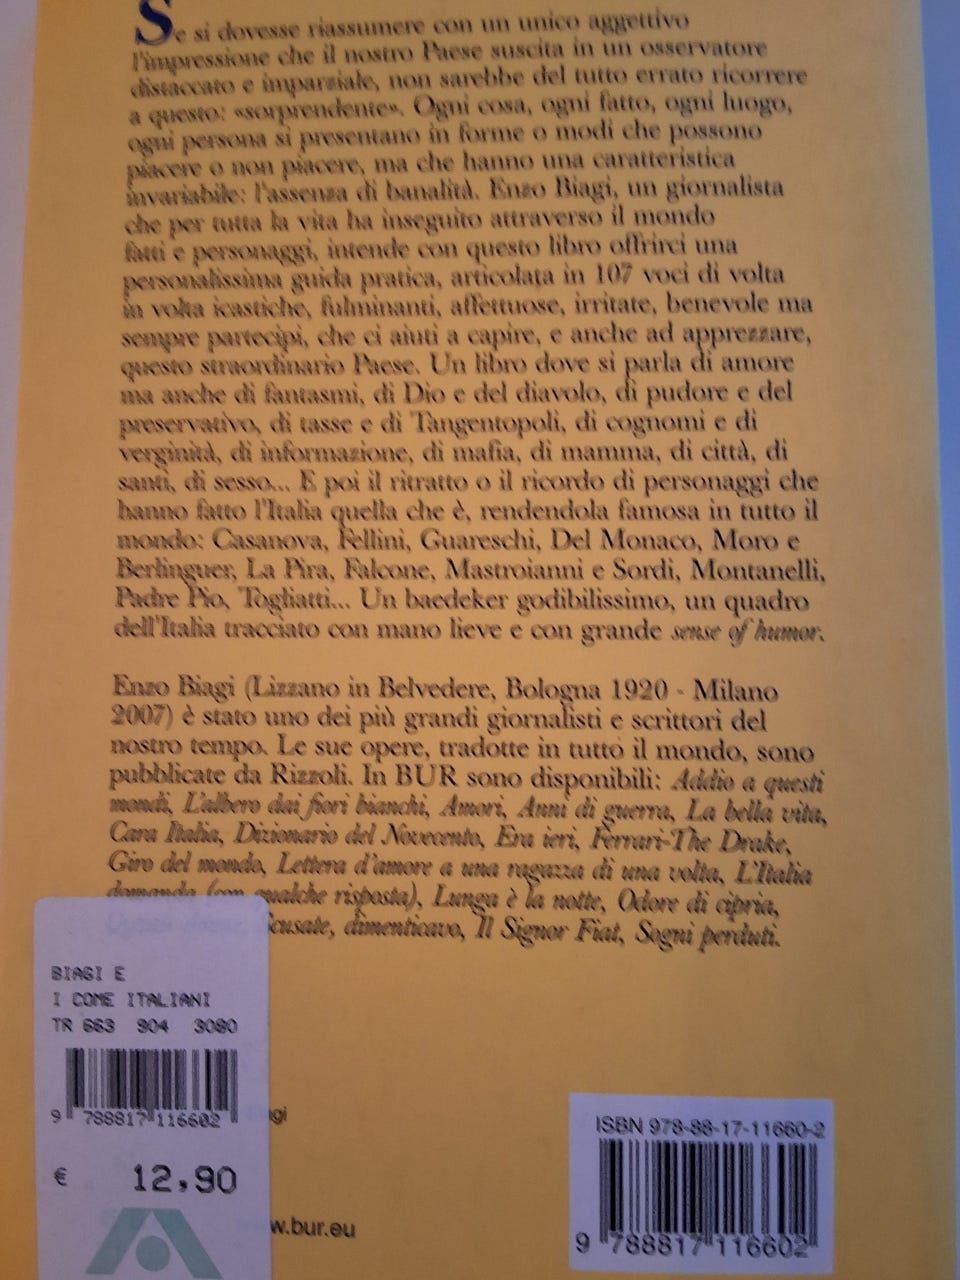 Se si dovesse riassumere con un unico aggettivo
l'impressione che il nostro Paese suscita in un osservatore
distaccato e imparziale, non sarebbe del tutto errato ricorrere
a questo: «sorprendente». Ogni cosa, ogni fatto, ogni luogo,
ogni persona si presentano in forme o modi che possono
piacere o non piacere, ma che hanno una caratteristica
invariabile: l'assenza di banalità. Enzo Biagi, un giornalista
che per tutta la vita ha inseguito attraverso il mondo
fatti e personaggi, intende con questo libro offrirci una
personalissima guida pratica, articolata in 107 voci di volta
in volta icastiche, fulminanti, affettuose, irritate, benevole ma
sempre partecipi, che ci aiuti a capire, e anche ad apprezzare,
questo straordinario Paese. Un libro dove si parla di amore
ma anche di fantasmi, di Dio e del diavolo, di pudore e del
preservativo, di tasse e di Tangentopoli, di cognomi e di
verginità, di informazione, di mafia, di mamma, di città, di
santi, di sesso... E poi il ritratto o il ricordo di personaggi che
hanno fatto l'Italia quella che è, rendendola famosa in tutto il
mondo: Casanova, Fellini, Guareschi, Del Monaco, Moro e
Berlinguer, La Pira, Falcone, Mastroianni e Sordi, Montanelli,
Padre Pio, Togliatti... Un baedeker godibilissimo, un quadro
dell'Italia tracciato con mano lieve e con grande sense of humor.
Enzo Biagi (Lizzano in Belvedere, Bologna 1920 - Milano
2007) è stato uno dei più grandi giornalisti e scrittori del
nostro tempo. Le sue opere, tradotte in tutto il mondo, sono
pubblicate da Rizzoli. In BUR sono disponibili: Addio a questi
mondi, L'albero dai fiori bianchi, Amori, Anni di guerra, La bella vita,
Cara Italia, Dizionario del Novecento, Era ieri, Ferrari-The Drake,
Giro del mondo, Lettera d'amore a una ragazza di una volta, L'Italia
domanda (con qualche risposta), Lunga è la notte, Odore di cipria,
Scusate, dimenticavo, Il Signor Fiat, Sogni perduti.
BIAGI E
I COME ITALIANI
TR 663 904 3080
9 788817 116602
€ 12,90
www.bur.eu
ISBN 978-88-17-11660-2
9 788817 116602